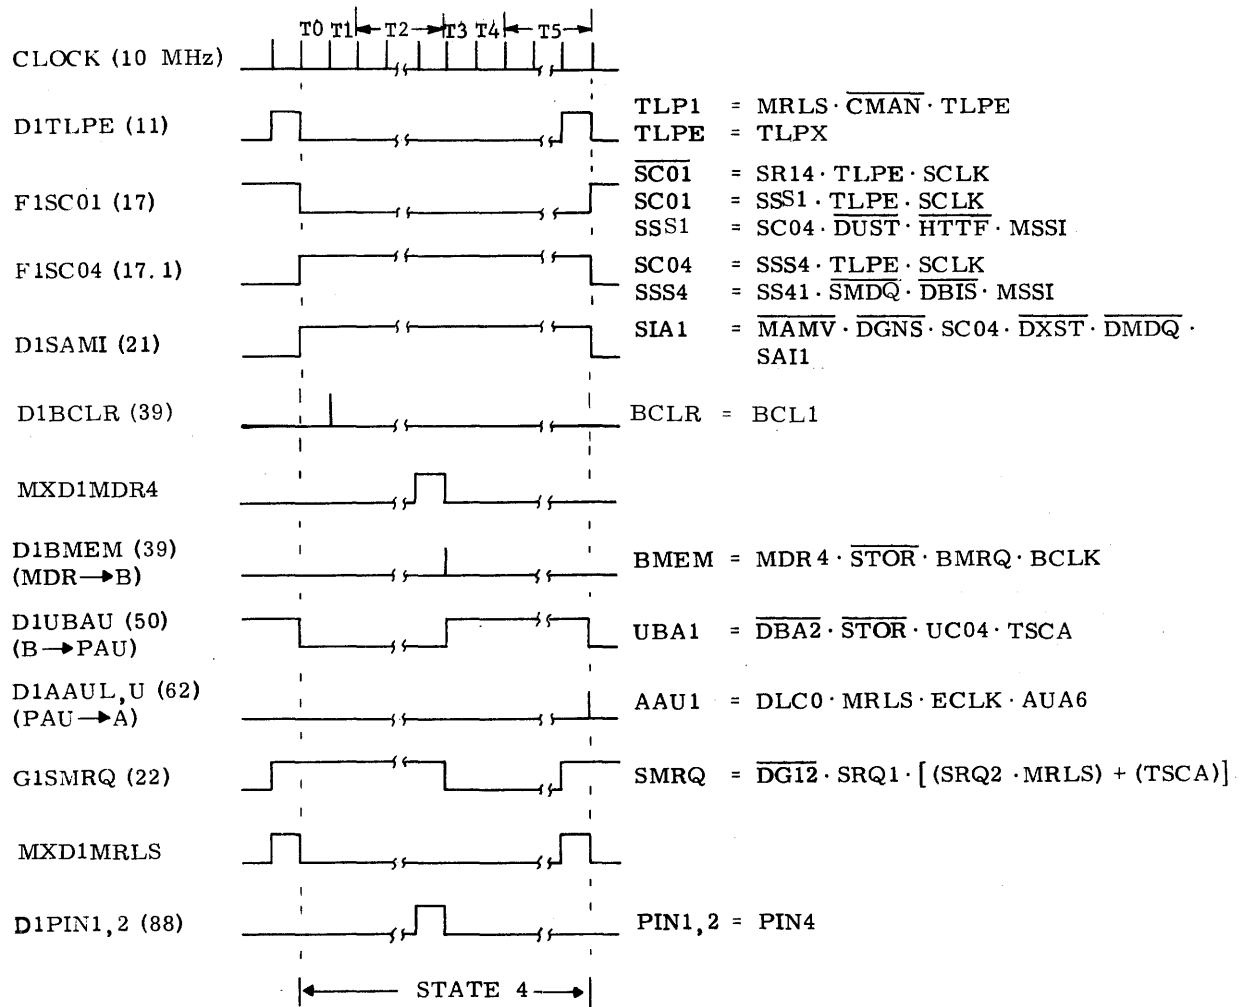 T0 T1 T2 T3 T4 T5
CLOCK (10 MHz)
D1TLPE (11)
TLP1 = MRLS · CMAN · TLPE
TLPE = TLPX
F1SC01 (17)
SC01 = SR14 · TLPE · SCLK
SC01 = SSS1 · TLPE · SCLK
SSS1 = SC04 · DUST · HTTF · MSSI
F1SC04 (17.1)
SC04 = SSS4 · TLPE · SCLK
SSS4 = SS41 · SMDQ · DBIS · MSSI
D1SAMI (21)
SIA1 = MAMV · DGNS · SC04 · DXST · DMDQ ·
SAI1
D1BCLR (39)
BCLR = BCL1
MXD1MDR4
D1BMEM (39)
(MDR→B)
BMEM = MDR4 · STOR · BMRQ · BCLK
D1UBAU (50)
(B→PAU)
UBA1 = DBA2 · STOR · UC04 · TSCA
D1AAUL,U (62)
(PAU→A)
AAU1 = DLC0 · MRLS · ECLK · AUA6
G1SMRQ (22)
SMRQ = DG12 · SRQ1 · [(SRQ2 · MRLS) + (TSCA)]
MXD1MRLS
D1PIN1,2 (88)
PIN1,2 = PIN4
STATE 4